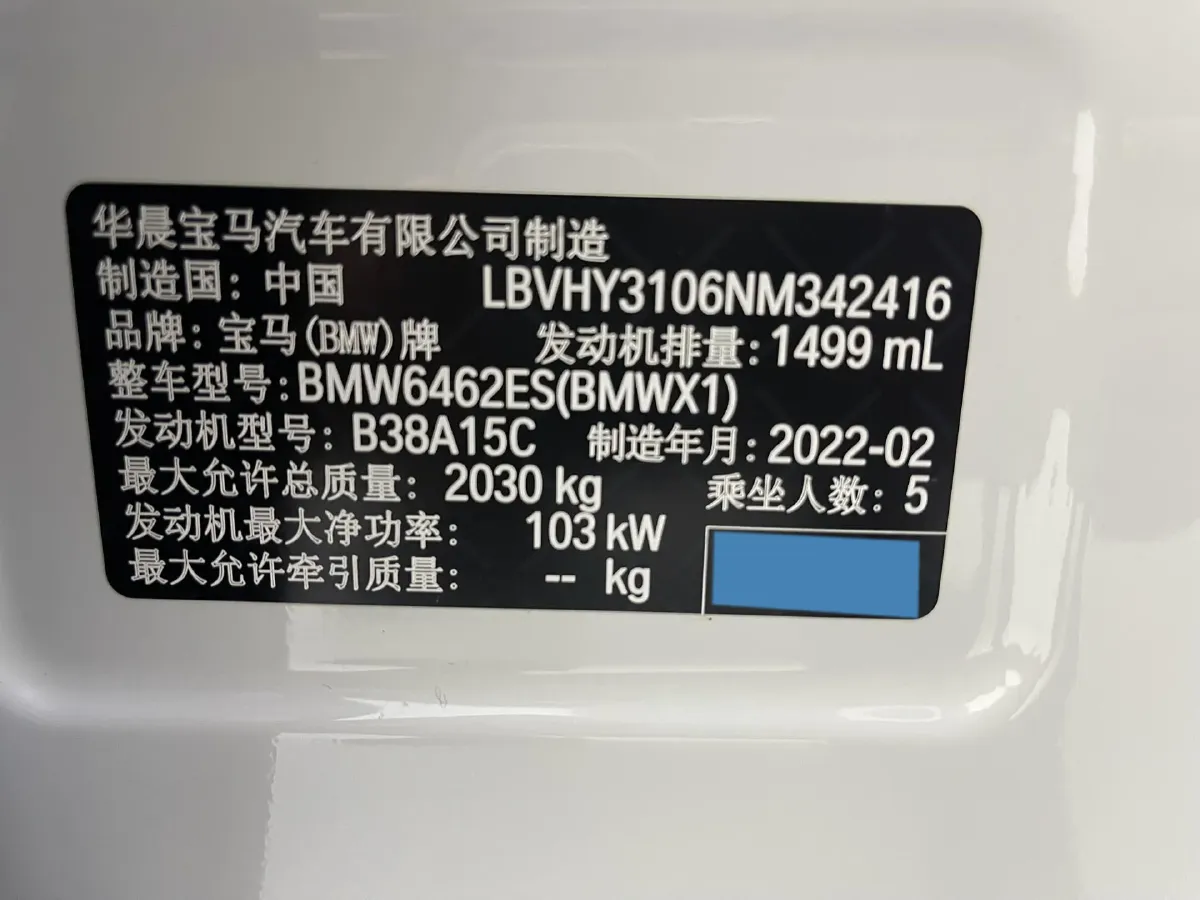 华晨宝马汽车有限公司制造
制造国：中国 LBVHY3106NM342416
品牌：宝马(BMW)牌 发动机排量：1499 mL
整车型号：BMW6462ES(BMWX1)
发动机型号：B38A15C 制造年月：2022-02
最大允许总质量：2030 kg 乘坐人数：5
发动机最大净功率：103 kW
最大允许牵引质量：-- kg